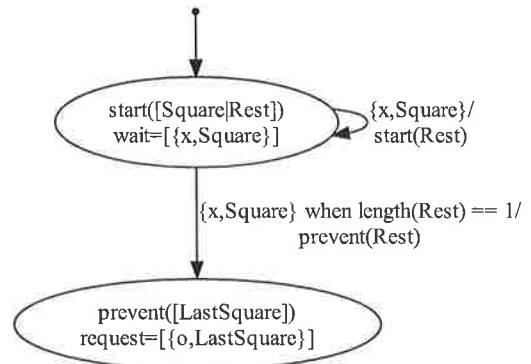 start([Square|Rest])
wait=[{x,Square}]
{x,Square}/
start(Rest)
{x,Square} when length(Rest) == 1/
prevent(Rest)
prevent([LastSquare])
request=[{o,LastSquare}]